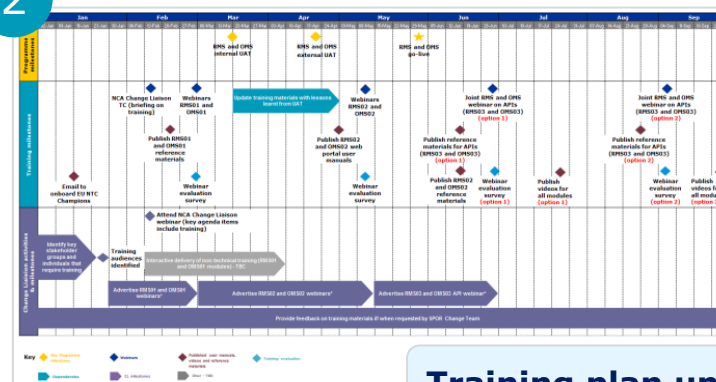 2
Jan Feb Mar Apr May Jun Jul Aug Sep
Programme
milestones
RMS and OMS
internal UAT
RMS and OMS
external UAT
RMS and OMS
go-live
Training milestones
NCA Change Liaison
TC (briefing on
training)
Webinars
RMS01 and
OMS01
Update training materials with lessons
learnt from UAT
Webinars
RMS02 and
OMS02
Joint RMS and OMS
webinar on APIs
(RMS03 and OMS03)
(option 1)
Joint RMS and OMS
webinar on APIs
(RMS03 and OMS03)
(option 2)
Publish RMS01
and OMS01
reference
materials
Publish RMS02
and OMS02 web
portal user
manuals
Publish reference
materials for APIs
(RMS03 and OMS03)
(option 1)
Publish reference
materials for APIs
(RMS03 and OMS03)
(option 2)
Email to
onboard EU NTC
Champions
Webinar
evaluation
survey
Webinar
evaluation
survey
Publish RMS02
and OMS02
reference
materials
Webinar
evaluation
survey
(option 1)
Publish
videos for
all modules
(option 1)
Webinar
evaluation
survey
(option 2)
Publish
videos fo
all modu
(option
Change Liaison activities
& milestones
Attend NCA Change Liaison
webinar (key agenda items
include training)
Identify key
stakeholder
groups and
individuals that
require training
Training
audiences
identified
Interactive delivery of non-technical training (RMS01
and OMS01 modules) - TBC
Advertise RMS01 and OMS01
webinars*
Advertise RMS02 and OMS02 webinars*
Advertise RMS03 and OMS03 API webinar*
Provide feedback on training materials if/when requested by SPOR Change Team
Key
Key Programme
milestones
Webinars
Published user manuals,
videos and reference
materials
Training evaluation
Dependencies
CL milestones
Other - TBC